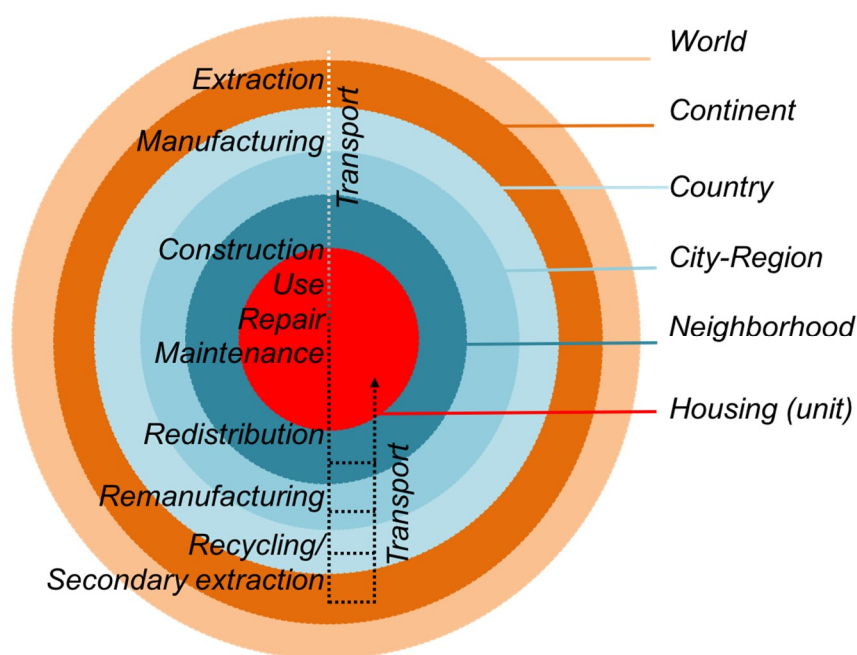 World
Extraction
Continent
Transport
Manufacturing
Country
Construction
City-Region
Use
Repair
Neighborhood
Maintenance
Housing (unit)
Redistribution
Transport
Remanufacturing
Recycling/
Secondary extraction